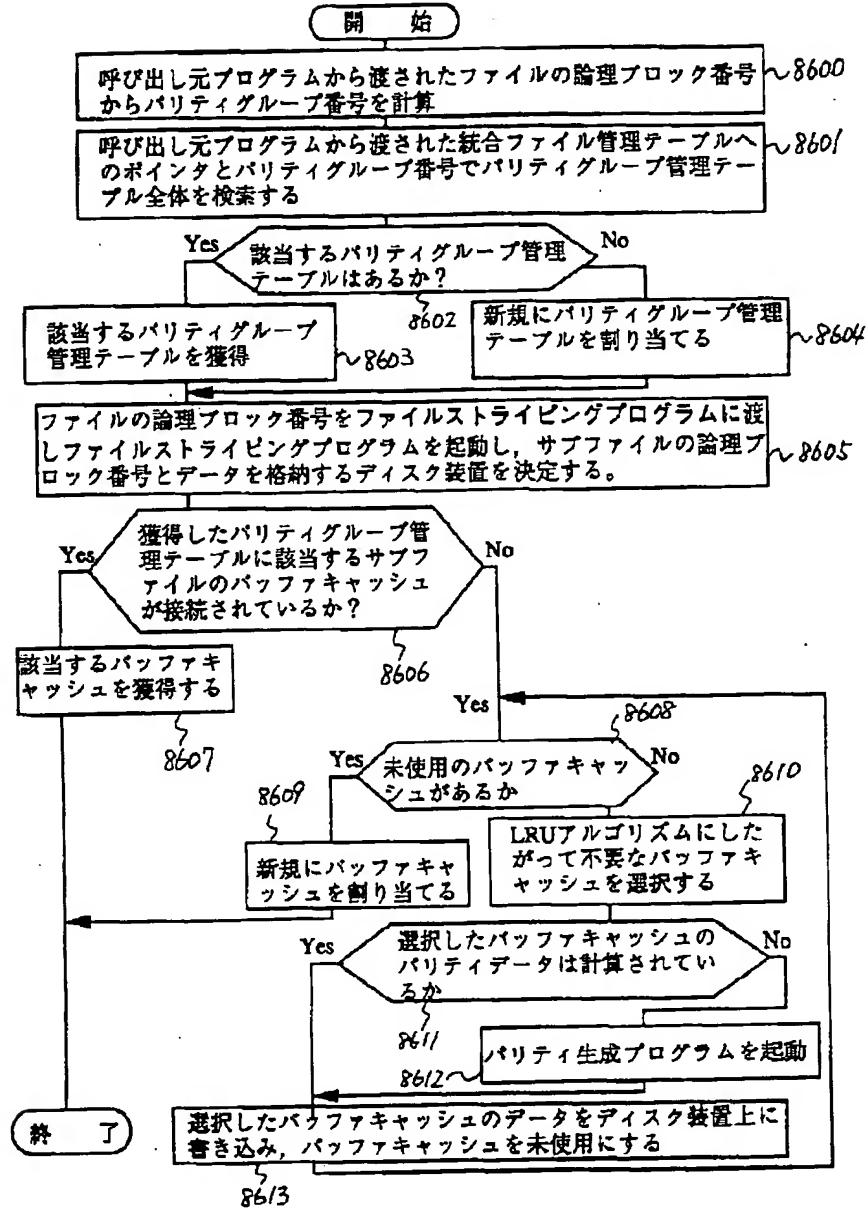 開 始
呼び出し元プログラムから渡されたファイルの論理ブロック番号
からパリティグループ番号を計算
8600
呼び出し元プログラムから渡された統合ファイル管理テーブルへ
のポインタとパリティグループ番号でパリティグループ管理テー
ブル全体を検索する
8601
Yes
該当するパリティグループ管理
テーブルはあるか?
No
8602
該当するパリティグループ
管理テーブルを獲得
8603
新規にパリティグループ管理
テーブルを割り当てる
8604
ファイルの論理ブロック番号をファイルストライピングプログラムに渡
しファイルストライピングプログラムを起動し，サブファイルの論理ブ
ロック番号とデータを格納するディスク装置を決定する。
8605
Yes
獲得したパリティグループ管
理テーブルに該当するサブフ
ァイルのバッファキャッシュ
が接続されているか?
No
8606
該当するバッファキ
ャッシュを獲得する
8607
Yes
8608
Yes
未使用のバッファキャッ
シュがあるか
No
8609
新規にバッファキャ
ッシュを割り当てる
8610
LRUアルゴリズムにした
がって不要なバッファキ
ャッシュを選択する
Yes
選択したバッファキャッシュの
パリティデータは計算されてい
るか
No
8611
パリティ生成プログラムを起動
8612
選択したバッファキャッシュのデータをディスク装置上に
書き込み，バッファキャッシュを未使用にする
8613
終 了